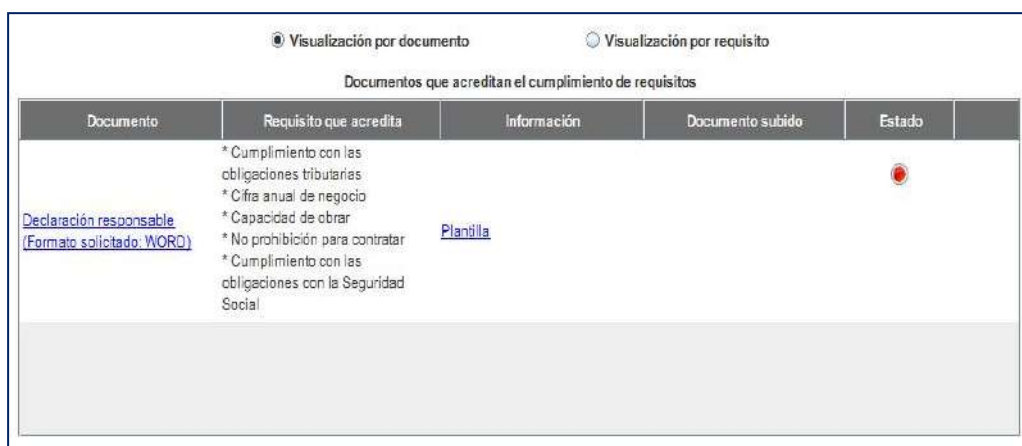 Visualización por documento Visualización por requisito
Documentos que acreditan el cumplimiento de requisitos
Documento Requisito que acredita Información Documento subido Estado
Declaración responsable
(Formato solicitado: WORD)
* Cumplimiento con las
obligaciones tributarias
* Cifra anual de negocio
* Capacidad de obrar
* No prohibición para contratar
* Cumplimiento con las
obligaciones con la Seguridad
Social
Plantilla